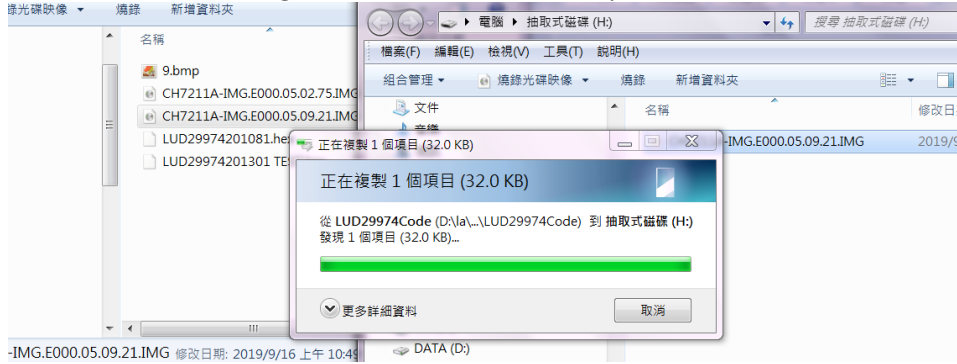 錄光碟映像 燒錄 新增資料夾
名稱
9.bmp
CH7211A-IMG.E000.05.02.75.IMG
CH7211A-IMG.E000.05.09.21.IMG
LUD29974201081.hex
LUD29974201301 TE
-IMG.E000.05.09.21.IMG 修改日期: 2019/9/16 上午 10:49
電腦 抽取式磁碟 (H:)
搜尋 抽取式磁碟 (H:)
檔案(F) 編輯(E) 檢視(V) 工具(T) 說明(H)
組合管理 燒錄光碟映像 燒錄 新增資料夾
文件
音樂
名稱
修改日
-IMG.E000.05.09.21.IMG
2019/9
正在複製 1 個項目 (32.0 KB)
正在複製 1 個項目 (32.0 KB)
從 LUD29974Code (D:\la\...\LUD29974Code) 到 抽取式磁碟 (H:)
發現 1 個項目 (32.0 KB)...
更多詳細資料
取消
DATA (D:)